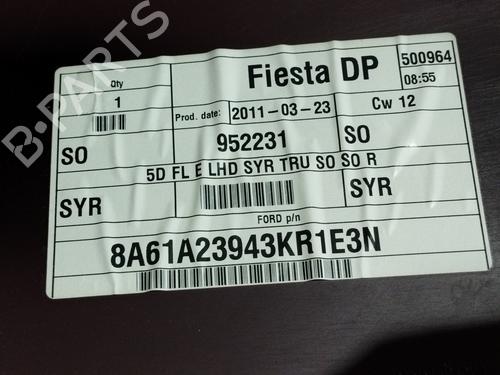 B-PARTS
Qty
1
Fiesta DP
500964
08:55
Prod. date: 2011-03-23
Cw 12
SO
952231
SO
5D FL E LHD SYR TRU SO SO R
SYR
SYR
FORD p/n
8A61A23943KR1E3N